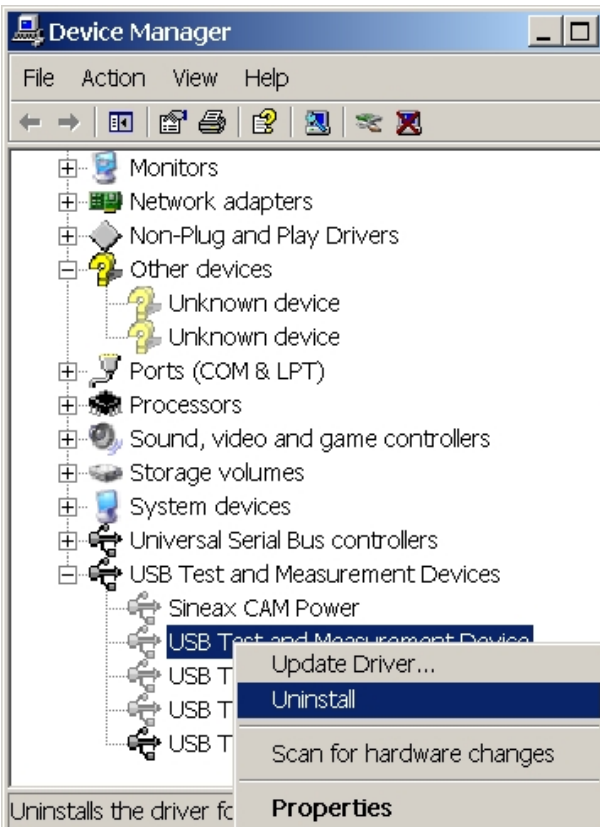 Device Manager
File Action View Help
Monitors
Network adapters
Non-Plug and Play Drivers
Other devices
Unknown device
Unknown device
Ports (COM & LPT)
Processors
Sound, video and game controllers
Storage volumes
System devices
Universal Serial Bus controllers
USB Test and Measurement Devices
Sineax CAM Power
USB Test and Measurement Device
USB T
USB T
USB T
Update Driver...
Uninstall
Scan for hardware changes
Properties
Uninstalls the driver fo